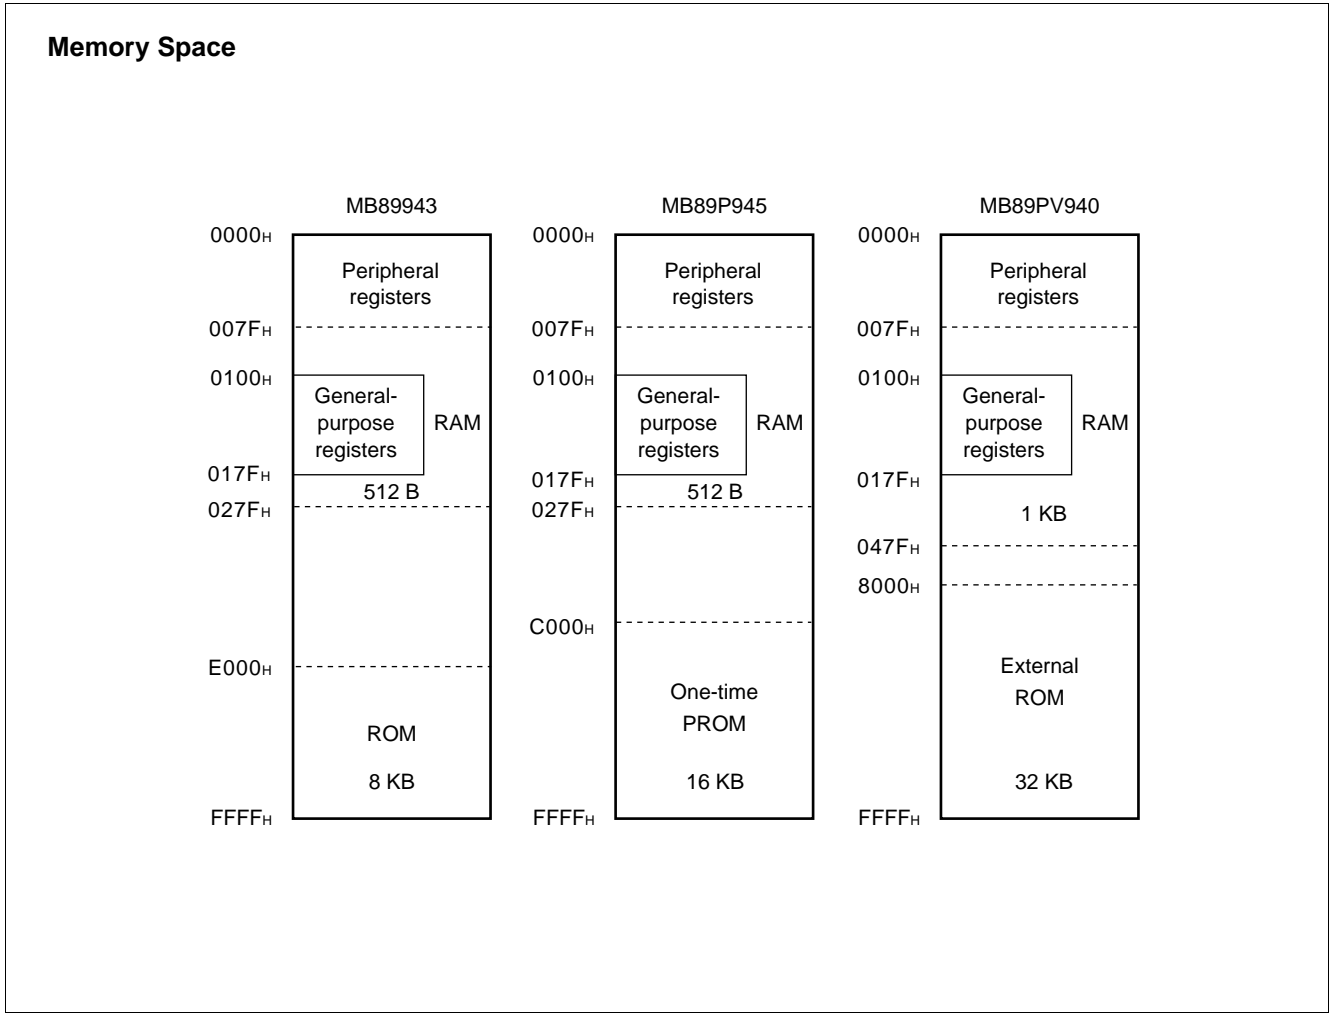 Memory Space
MB89943
0000H
Peripheral
registers
007FH
0100H
General-
purpose
registers
RAM
017FH
512 B
027FH
E000H
ROM
8 KB
FFFFH
MB89P945
0000H
Peripheral
registers
007FH
0100H
General-
purpose
registers
RAM
017FH
512 B
027FH
C000H
One-time
PROM
16 KB
FFFFH
MB89PV940
0000H
Peripheral
registers
007FH
0100H
General-
purpose
registers
RAM
017FH
1 KB
047FH
8000H
External
ROM
32 KB
FFFFH